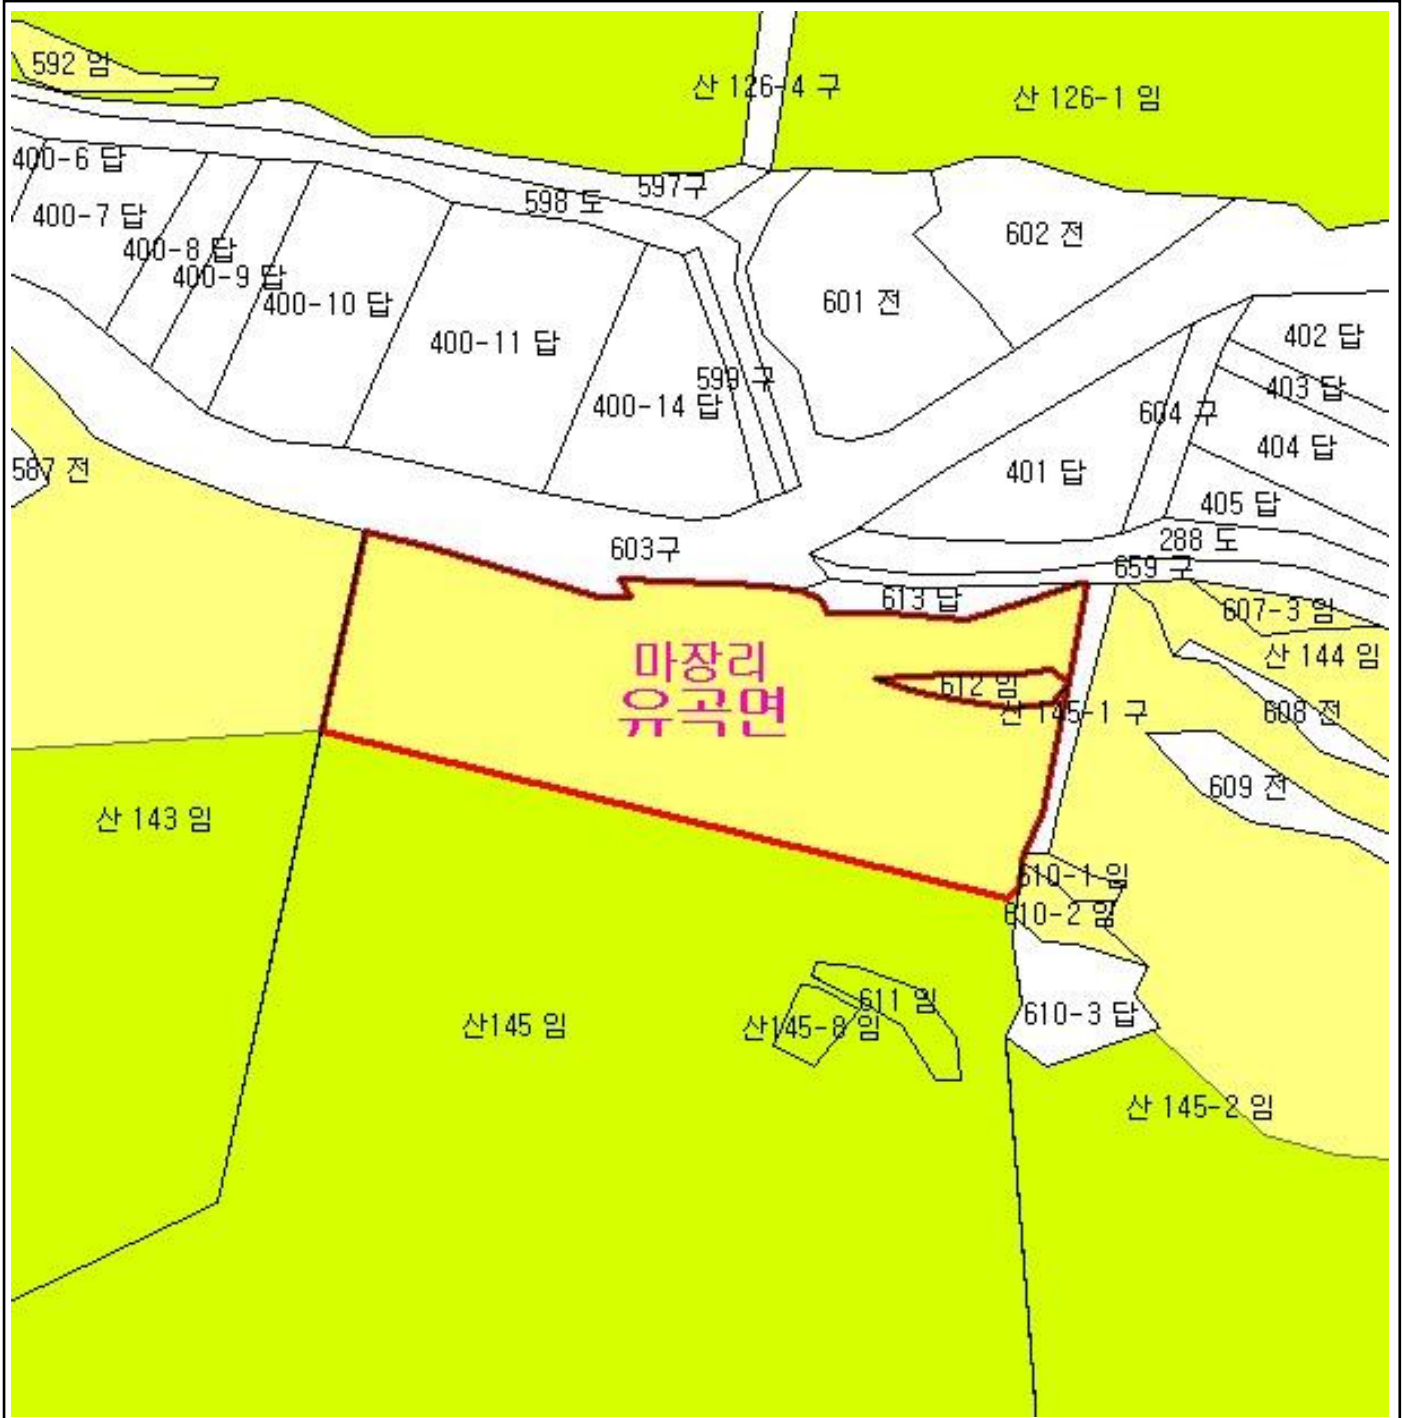 592 임
산 126-4 구
산 126-1 임
400-6 답
597구
598 도
400-7 답
602 전
400-8 답
400-9 답
400-10 답
601 전
402 답
400-11 답
599 구
403 답
400-14 답
604 구
404 답
587 전
401 답
405 답
603구
288 도
659 구
613 답
607-3 임
마장리
산 144 임
612 임
유곡면
산 145-1 구
608 전
609 전
산 143 임
610-1 임
610-2 임
611 임
610-3 답
산145 임
산145-8 임
산 145-2 임